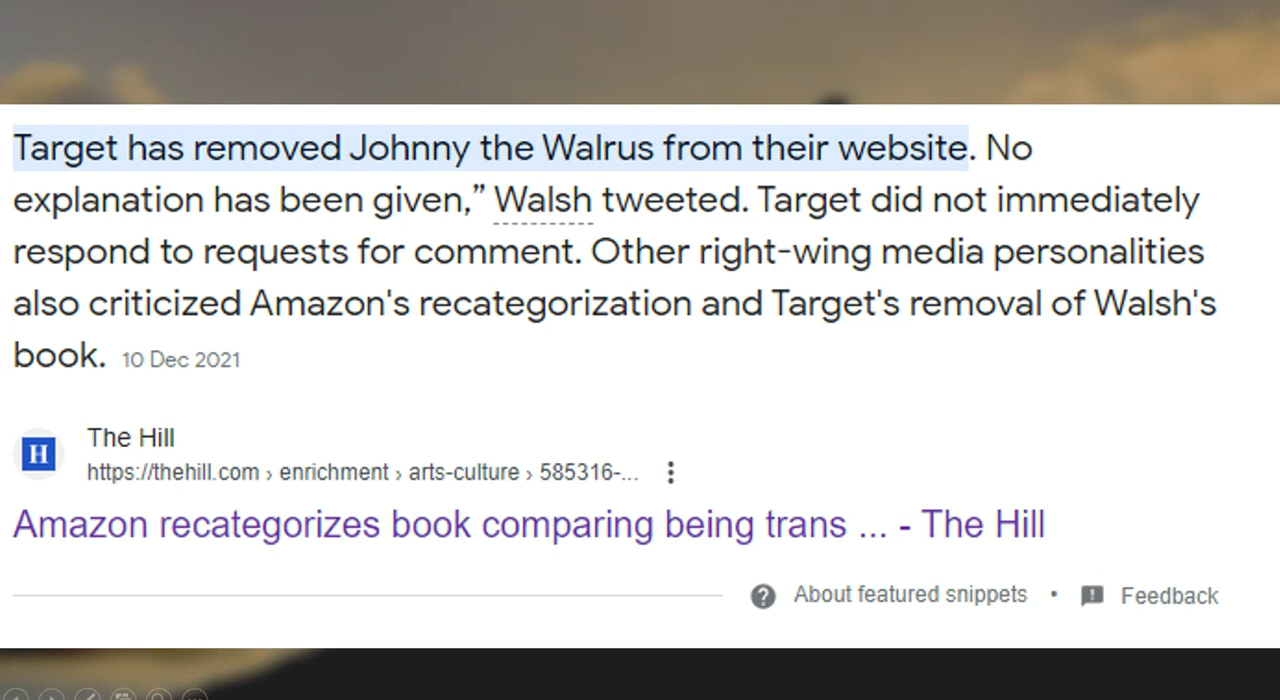 Target has removed Johnny the Walrus from their website. No
explanation has been given,” Walsh tweeted. Target did not immediately
respond to requests for comment. Other right-wing media personalities
also criticized Amazon's recategorization and Target's removal of Walsh's
book. 10 Dec 2021
H
The Hill
https://thehill.com › enrichment › arts-culture › 585316-...
Amazon recategorizes book comparing being trans ... - The Hill
About featured snippets • Feedback